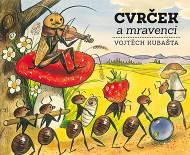 CVRČEK
a mravenci
VOJTĚCH KUBAŠTA